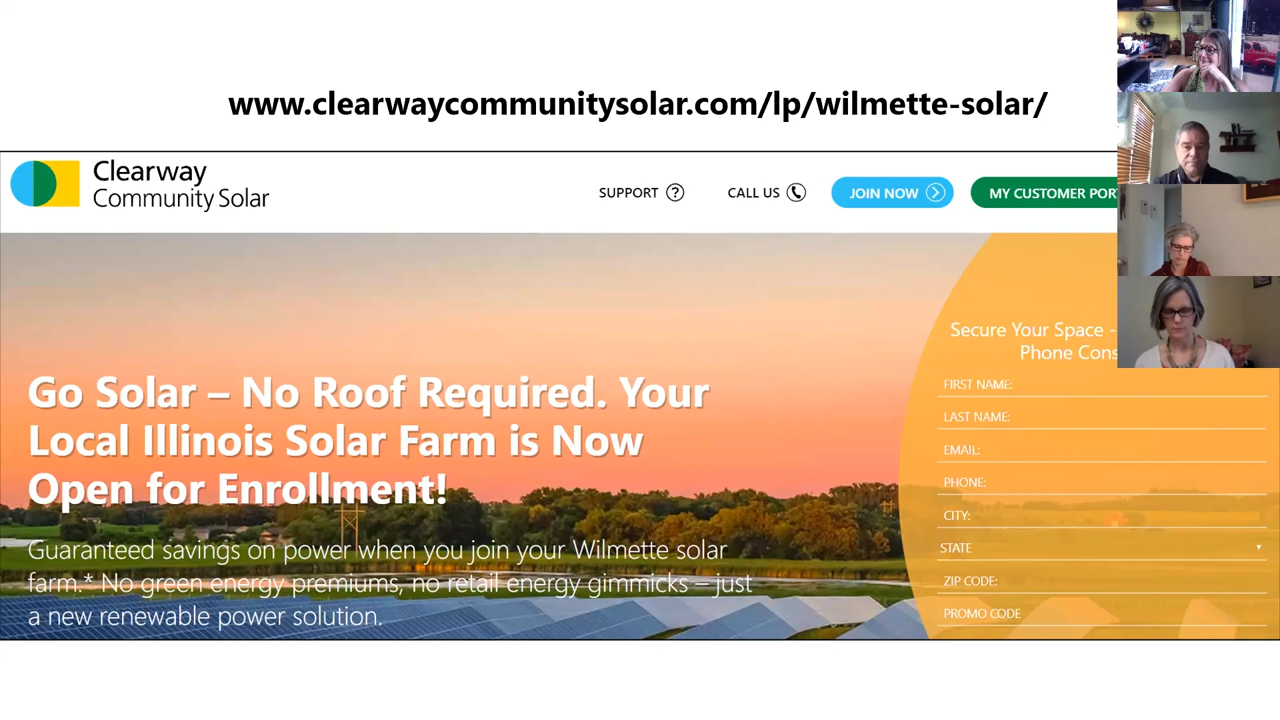 www.clearwaycommunitysolar.com/lp/wilmette-solar/
Clearway
Community Solar
SUPPORT
CALL US
JOIN NOW
MY CUSTOMER POR
Go Solar – No Roof Required. Your
Local Illinois Solar Farm is Now
Open for Enrollment!
Guaranteed savings on power when you join your Wilmette solar
farm.* No green energy premiums, no retail energy gimmicks – just
a new renewable power solution.
Secure Your Space -
Phone Cons
FIRST NAME:
LAST NAME:
EMAIL:
PHONE:
CITY:
STATE
ZIP CODE:
PROMO CODE